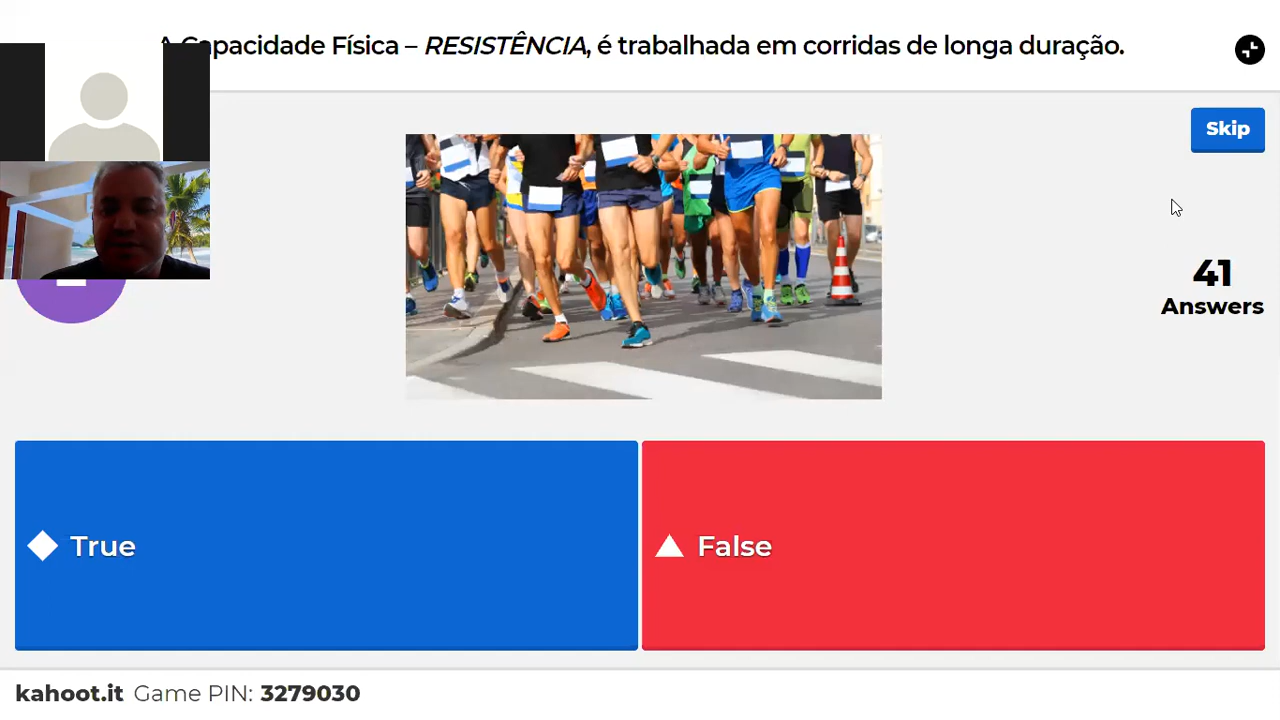 A Capacidade Física – RESISTÊNCIA, é trabalhada em corridas de longa duração.
Skip
41
Answers
True
False
kahoot.it Game PIN: 3279030